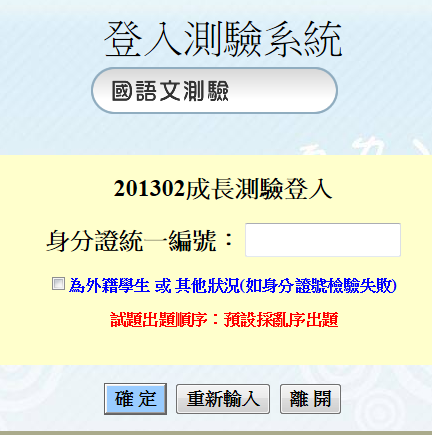 登入測驗系統
國語文測驗
201302成長測驗登入
身分證統一編號：
為外籍學生 或 其他狀況(如身分證號檢驗失敗)
試題出題順序：預設採亂序出題
確 定 重新輸入 離 開